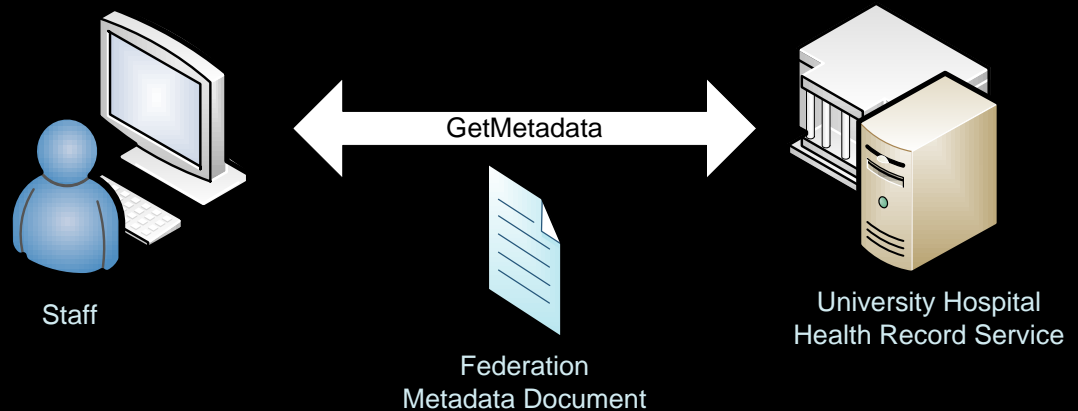 GetMetadata
Staff
University Hospital
Health Record Service
Federation
Metadata Document